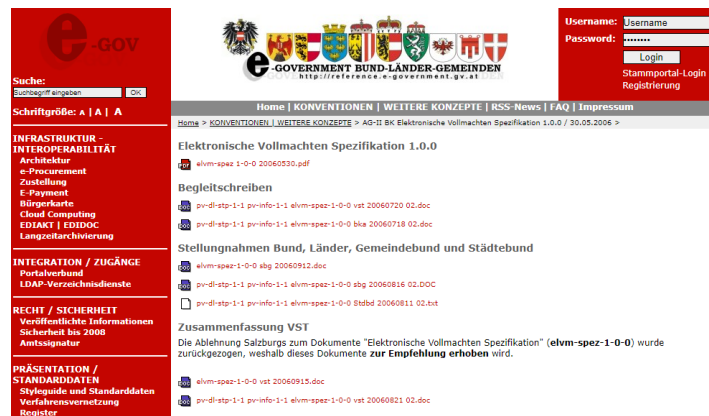 e-GOV
Suche:
Suchbegriff eingeben OK
Schriftgröße: A | A | A
INFRASTRUKTUR -
INTEROPERABILITÄT
Architektur
e-Procurement
Zustellung
E-Payment
Bürgerkarte
Cloud Computing
EDIAKT | EDIDOC
Langzeitarchivierung
INTEGRATION / ZUGÄNGE
Portalverbund
LDAP-Verzeichnisdienste
RECHT / SICHERHEIT
Veröffentlichte Informationen
Sicherheit bis 2008
Amtssignatur
PRÄSENTATION /
STANDARDDATEN
Styleguide und Standarddaten
Verfahrensvernetzung
Register
e-GOVERNMENT BUND-LÄNDER-GEMEINDEN
http://reference.e-government.gv.at
Username: Username
Password: ••••••••
Login
Stammportal-Login
Registrierung
Home | KONVENTIONEN | WEITERE KONZEPTE | RSS-News | FAQ | Impressum
Home > KONVENTIONEN | WEITERE KONZEPTE > AG-II BK Elektronische Vollmachten Spezifikation 1.0.0 / 30.05.2006 >
Elektronische Vollmachten Spezifikation 1.0.0
PDF elvm-spez 1-0-0 20060530.pdf
Begleitschreiben
DOC pv-dl-stp-1-1 pv-info-1-1 elvm-spez-1-0-0 vst 20060720 02.doc
DOC pv-dl-stp-1-1 pv-info-1-1 elvm-spez-1-0-0 bka 20060718 02.doc
Stellungnahmen Bund, Länder, Gemeindebund und Städtebund
DOC elvm-spez-1-0-0 sbg 20060912.doc
DOC pv-dl-stp-1-1 pv-info-1-1 elvm-spez-1-0-0 sbg 20060816 02.DOC
pv-dl-stp-1-1 pv-info-1-1 elvm-spez-1-0-0 Stdbd 20060811 02.txt
Zusammenfassung VST
Die Ablehnung Salzburgs zum Dokumente "Elektronische Vollmachten Spezifikation" (elvm-spez-1-0-0) wurde
zurückgezogen, weshalb dieses Dokumente zur Empfehlung erhoben wird.
DOC elvm-spez-1-0-0 vst 20060915.doc
DOC pv-dl-stp-1-1 pv-info-1-1 elvm-spez-1-0-0 vst 20060821 02.doc